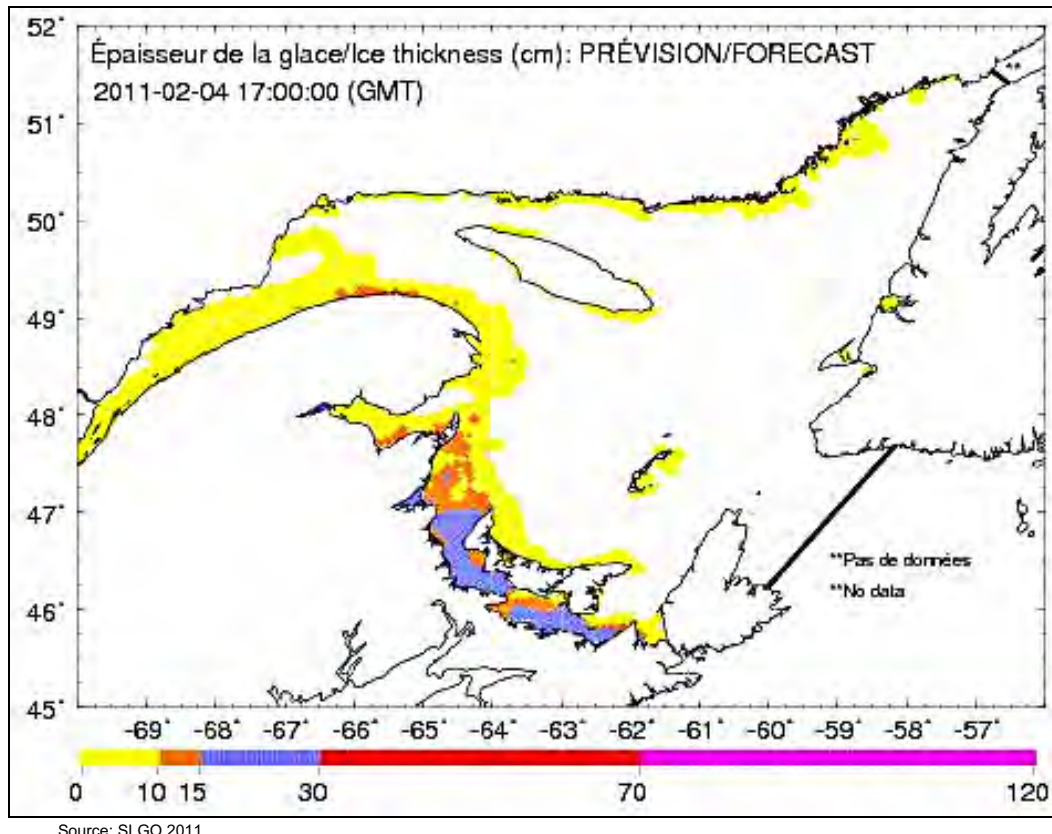 Épaisseur de la glace/Ice thickness (cm): PRÉVISION/FORECAST
2011-02-04 17:00:00 (GMT)
52°
51°
50°
49°
48°
47°
46°
45°
**
**Pas de données
**No data
-69° -68° -67° -66° -65° -64° -63° -62° -61° -60° -59° -58° -57°
0 10 15 30 70 120
Source: SLGO 2011